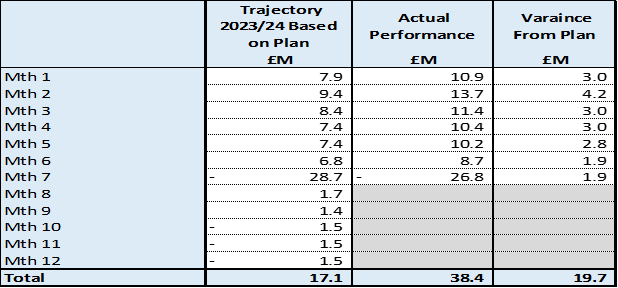 Trajectory 2023/24 Based on Plan Actual Performance Varaince From Plan
£M £M £M
Mth 1 7.9 10.9 3.0
Mth 2 9.4 13.7 4.2
Mth 3 8.4 11.4 3.0
Mth 4 7.4 10.4 3.0
Mth 5 7.4 10.2 2.8
Mth 6 6.8 8.7 1.9
Mth 7 - 28.7 - 26.8 1.9
Mth 8 1.7
Mth 9 1.4
Mth 10 - 1.5
Mth 11 - 1.5
Mth 12 - 1.5
Total 17.1 38.4 19.7